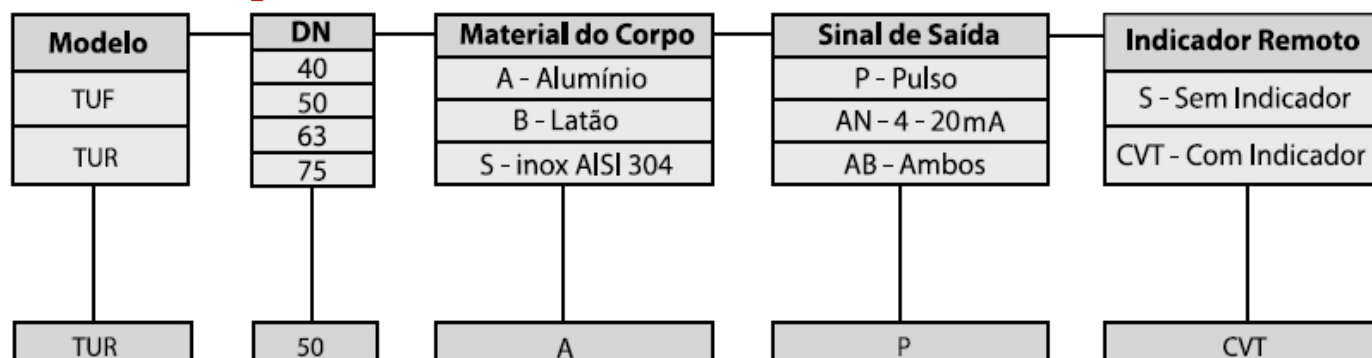 Modelo
TUF
TUR
DN
40
50
63
75
Material do Corpo
A - Alumínio
B - Latão
S - inox AISI 304
Sinal de Saída
P - Pulso
AN - 4 - 20mA
AB - Ambos
Indicador Remoto
S - Sem Indicador
CVT - Com Indicador
TUR
50
A
P
CVT